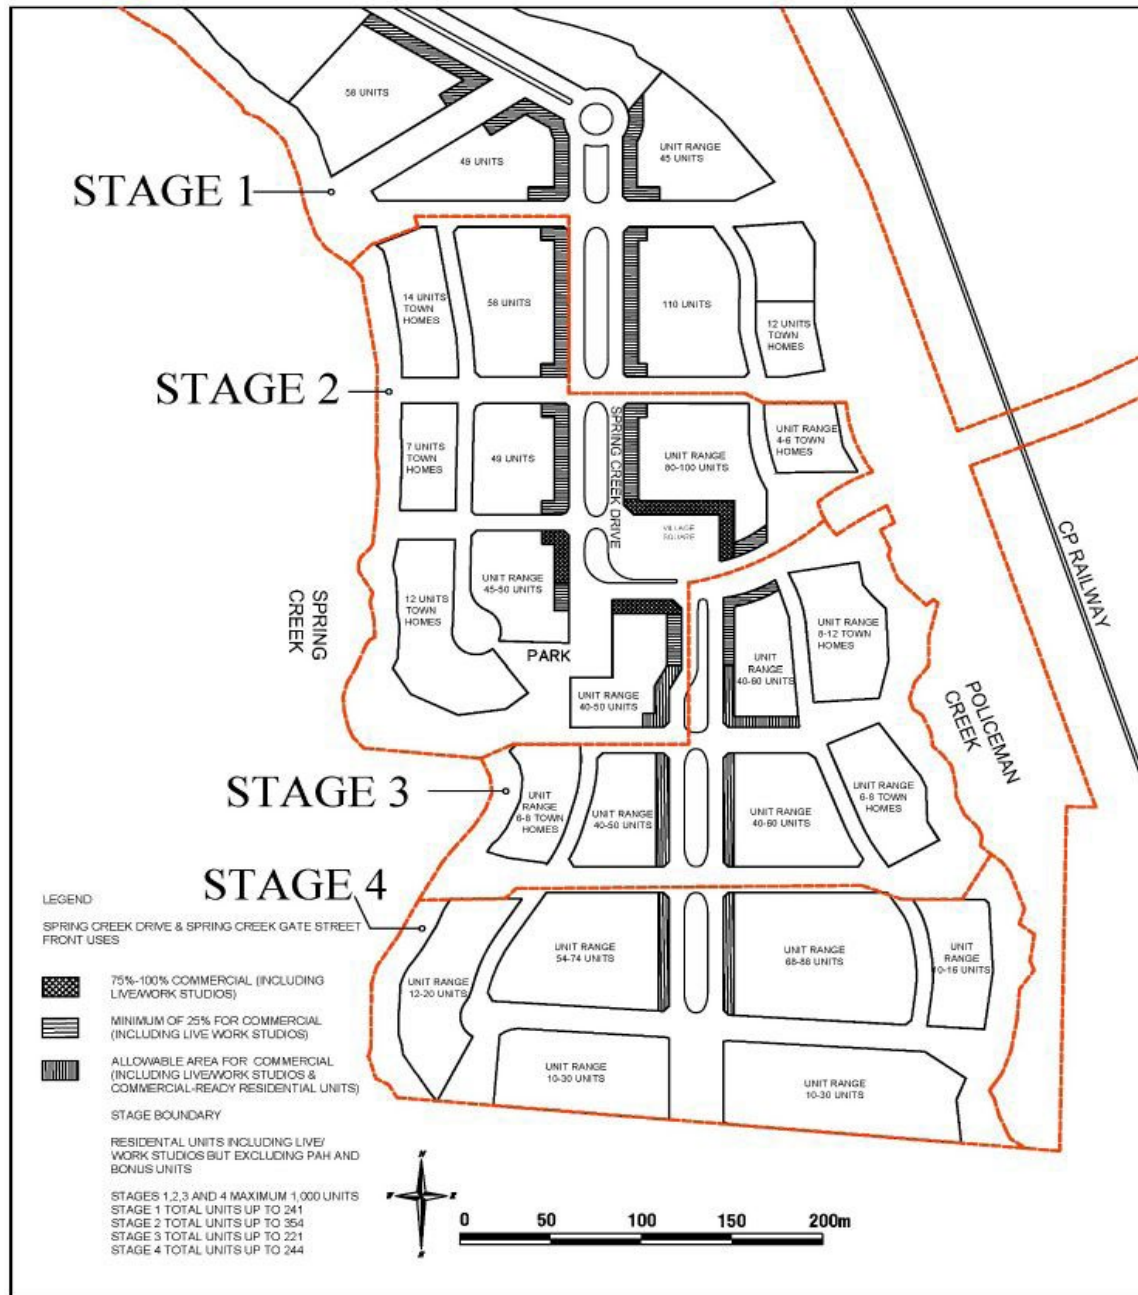 58 UNITS
49 UNITS
UNIT RANGE
45 UNITS
STAGE 1
14 UNITS
TOWN
HOMES
58 UNITS
110 UNITS
12 UNITS
TOWN
HOMES
STAGE 2
7 UNITS
TOWN
HOMES
49 UNITS
SPRING CREEK DRIVE
UNIT RANGE
80-100 UNITS
UNIT RANGE
4-6 TOWN
HOMES
VILLAGE
SQUARE
CP RAILWAY
SPRING
CREEK
12 UNITS
TOWN
HOMES
UNIT RANGE
45-50 UNITS
PARK
UNIT RANGE
40-50 UNITS
UNIT
RANGE
40-60 UNITS
UNIT RANGE
8-12 TOWN
HOMES
POLICEMAN
CREEK
STAGE 3
UNIT
RANGE
6-8 TOWN
HOMES
UNIT RANGE
40-50 UNITS
UNIT RANGE
40-60 UNITS
UNIT RANGE
6-8 TOWN
HOMES
STAGE 4
UNIT RANGE
12-20 UNITS
UNIT RANGE
54-74 UNITS
UNIT RANGE
68-88 UNITS
UNIT
RANGE
10-16 UNITS
UNIT RANGE
10-30 UNITS
UNIT RANGE
10-30 UNITS
LEGEND
SPRING CREEK DRIVE & SPRING CREEK GATE STREET
FRONT USES
75%-100% COMMERCIAL (INCLUDING
LIVE/WORK STUDIOS)
MINIMUM OF 25% FOR COMMERCIAL
(INCLUDING LIVE WORK STUDIOS)
ALLOWABLE AREA FOR COMMERCIAL
(INCLUDING LIVE/WORK STUDIOS &
COMMERCIAL-READY RESIDENTIAL UNITS)
STAGE BOUNDARY
RESIDENTAL UNITS INCLUDING LIVE/
WORK STUDIOS BUT EXCLUDING PAH AND
BONUS UNITS
STAGES 1,2,3 AND 4 MAXIMUM 1,000 UNITS
STAGE 1 TOTAL UNITS UP TO 241
STAGE 2 TOTAL UNITS UP TO 354
STAGE 3 TOTAL UNITS UP TO 221
STAGE 4 TOTAL UNITS UP TO 244
0 50 100 150 200m